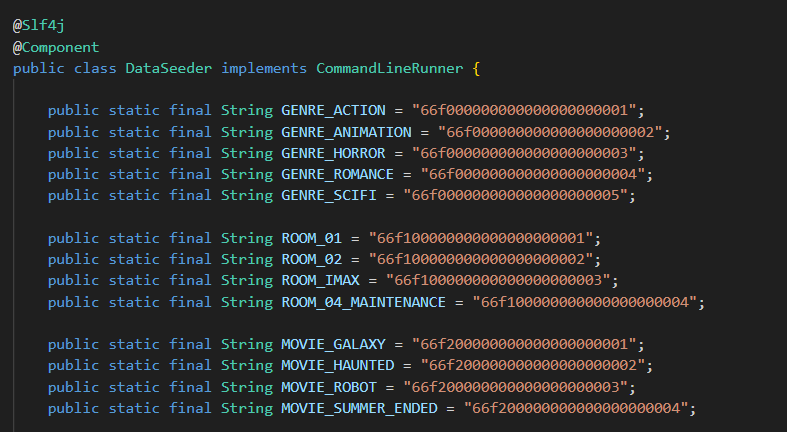 @Slf4j
@Component
public class DataSeeder implements CommandLineRunner {
public static final String GENRE_ACTION = "66f000000000000000000001";
public static final String GENRE_ANIMATION = "66f000000000000000000002";
public static final String GENRE_HORROR = "66f000000000000000000003";
public static final String GENRE_ROMANCE = "66f000000000000000000004";
public static final String GENRE_SCIFI = "66f000000000000000000005";
public static final String ROOM_01 = "66f100000000000000000001";
public static final String ROOM_02 = "66f100000000000000000002";
public static final String ROOM_IMAX = "66f100000000000000000003";
public static final String ROOM_04_MAINTENANCE = "66f100000000000000000004";
public static final String MOVIE_GALAXY = "66f200000000000000000001";
public static final String MOVIE_HAUNTED = "66f200000000000000000002";
public static final String MOVIE_ROBOT = "66f200000000000000000003";
public static final String MOVIE_SUMMER_ENDED = "66f200000000000000000004";